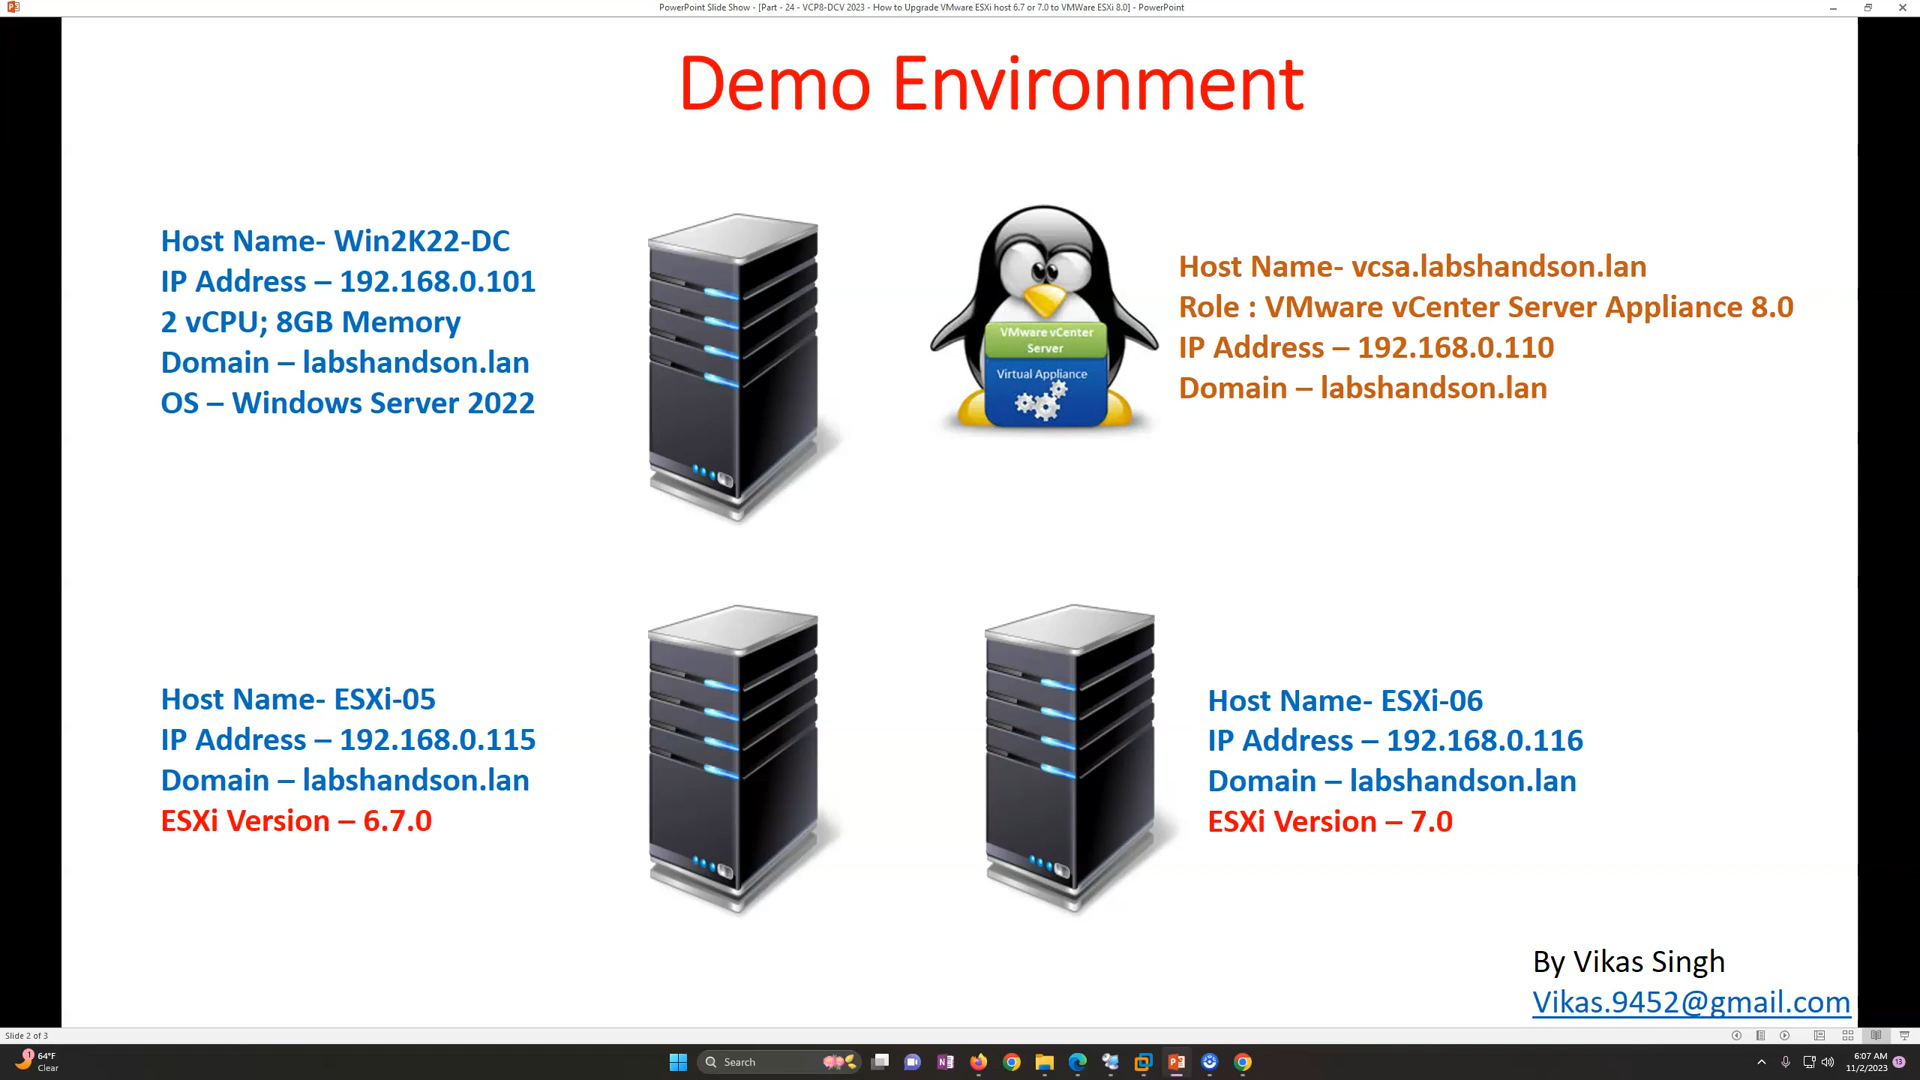 PowerPoint Slide Show - [Part - 24 - VCP8-DCV 2023 - How to Upgrade VMware ESXi host 6.7 or 7.0 to VMWare ESXi 8.0] - PowerPoint
Demo Environment
Host Name- Win2K22-DC
IP Address – 192.168.0.101
2 vCPU; 8GB Memory
Domain – labshandson.lan
OS – Windows Server 2022
VMware vCenter
Server
Virtual Appliance
Host Name- vcsa.labshandson.lan
Role : VMware vCenter Server Appliance 8.0
IP Address – 192.168.0.110
Domain – labshandson.lan
Host Name- ESXi-05
IP Address – 192.168.0.115
Domain – labshandson.lan
ESXi Version – 6.7.0
Host Name- ESXi-06
IP Address – 192.168.0.116
Domain – labshandson.lan
ESXi Version – 7.0
By Vikas Singh
Vikas.9452@gmail.com
Slide 2 of 3
1
64°F
Clear
Search
6:07 AM
11/2/2023
13